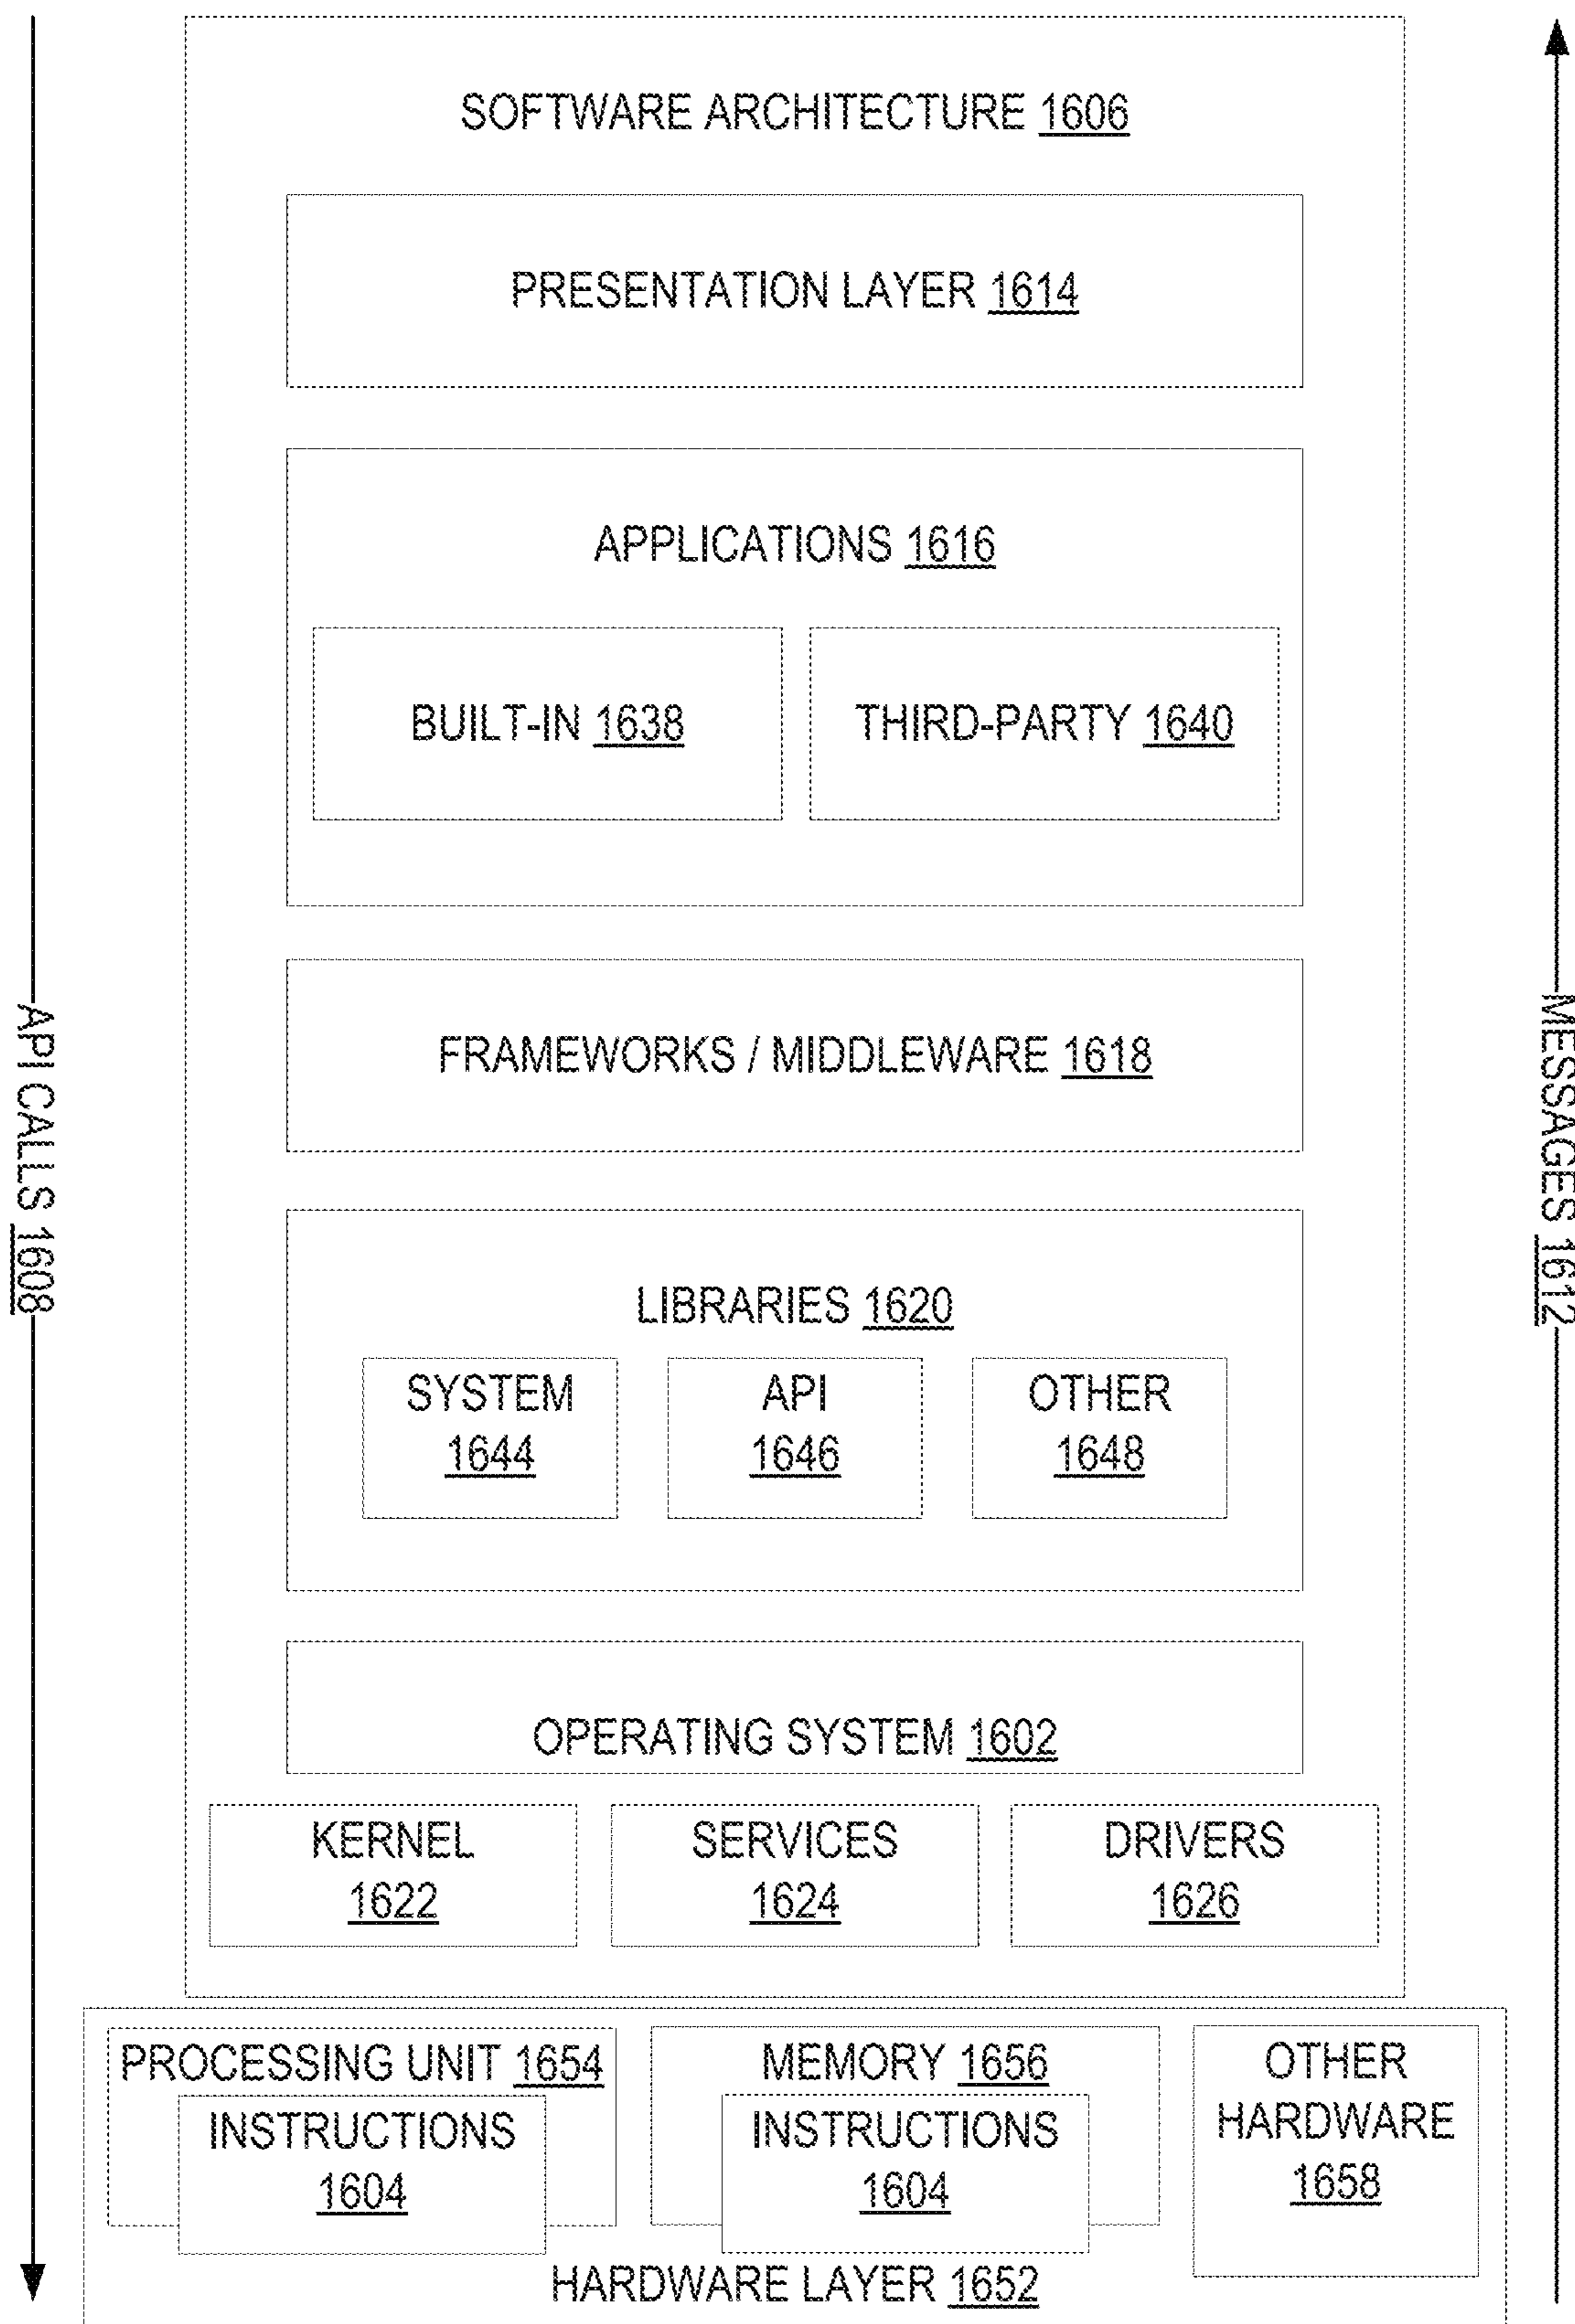 SOFTWARE ARCHITECTURE 1606
PRESENTATION LAYER 1614
APPLICATIONS 1616
BUILT-IN 1638
THIRD-PARTY 1640
FRAMEWORKS / MIDDLEWARE 1618
API CALLS 1608
MESSAGES 1612
LIBRARIES 1620
SYSTEM
1644
API
1646
OTHER
1648
OPERATING SYSTEM 1602
KERNEL
1622
SERVICES
1624
DRIVERS
1626
PROCESSING UNIT 1654
INSTRUCTIONS
1604
MEMORY 1656
INSTRUCTIONS
1604
OTHER
HARDWARE
1658
HARDWARE LAYER 1652